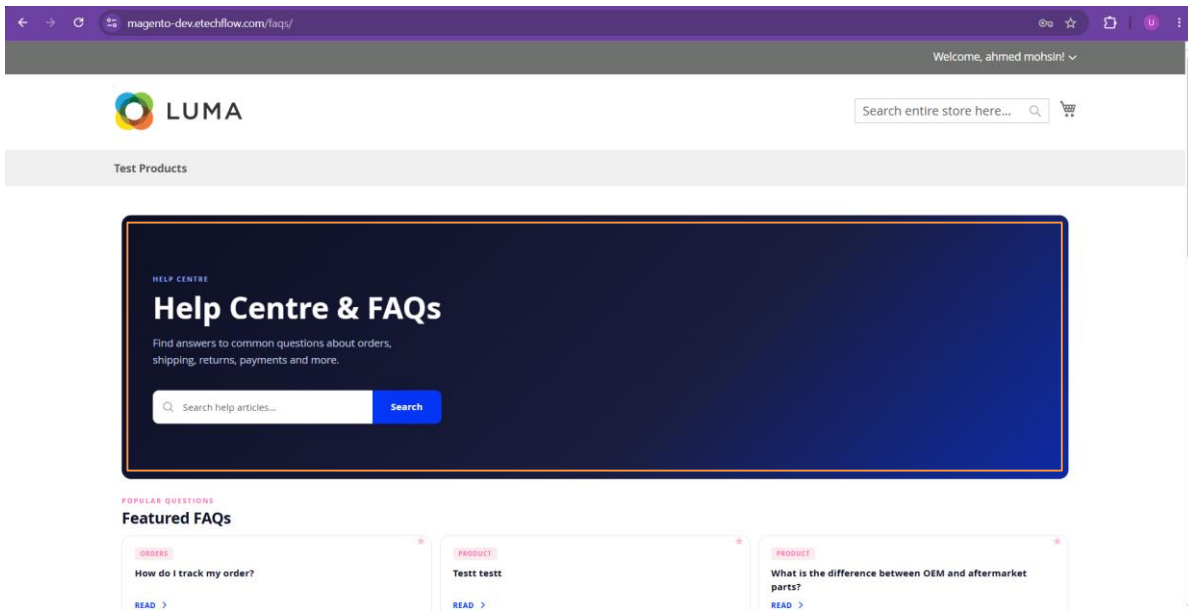 magento-dev.etechflow.com/faqs/
U
Welcome, ahmed mohsin!
LUMA
Search entire store here...
Test Products
HELP CENTRE
Help Centre & FAQs
Find answers to common questions about orders,
shipping, returns, payments and more.
Search help articles...
Search
POPULAR QUESTIONS
Featured FAQs
ORDERS
How do I track my order?
READ
PRODUCT
Testt testt
READ
PRODUCT
What is the difference between OEM and aftermarket
parts?
READ